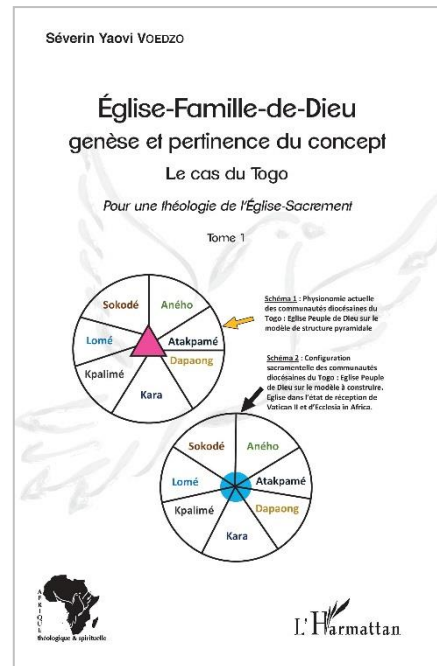 Séverin Yaovi VOEDZO
Église-Famille-de-Dieu
genèse et pertinence du concept
Le cas du Togo
Pour une théologie de l'Église-Sacrement
Tome 1
Schéma 1 : Physionomie actuelle
des communautés diocésaines du
Togo : Eglise Peuple de Dieu sur le
modèle de structure pyramidale
Sokodé
Aného
Lomé
Atakpamé
Dapaong
Kpalimé
Kara
Schéma 2 : Configuration
sacramentelle des communautés
diocésaines du Togo : Eglise Peuple
de Dieu sur le modèle à construire.
Eglise dans l'état de réception de
Vatican II et d'Ecclesia in Africa.
Sokodé
Aného
Lomé
Atakpamé
Kpalimé
Dapaong
Kara
AFRIQUE
théologique & spirituelle
L'Harmattan